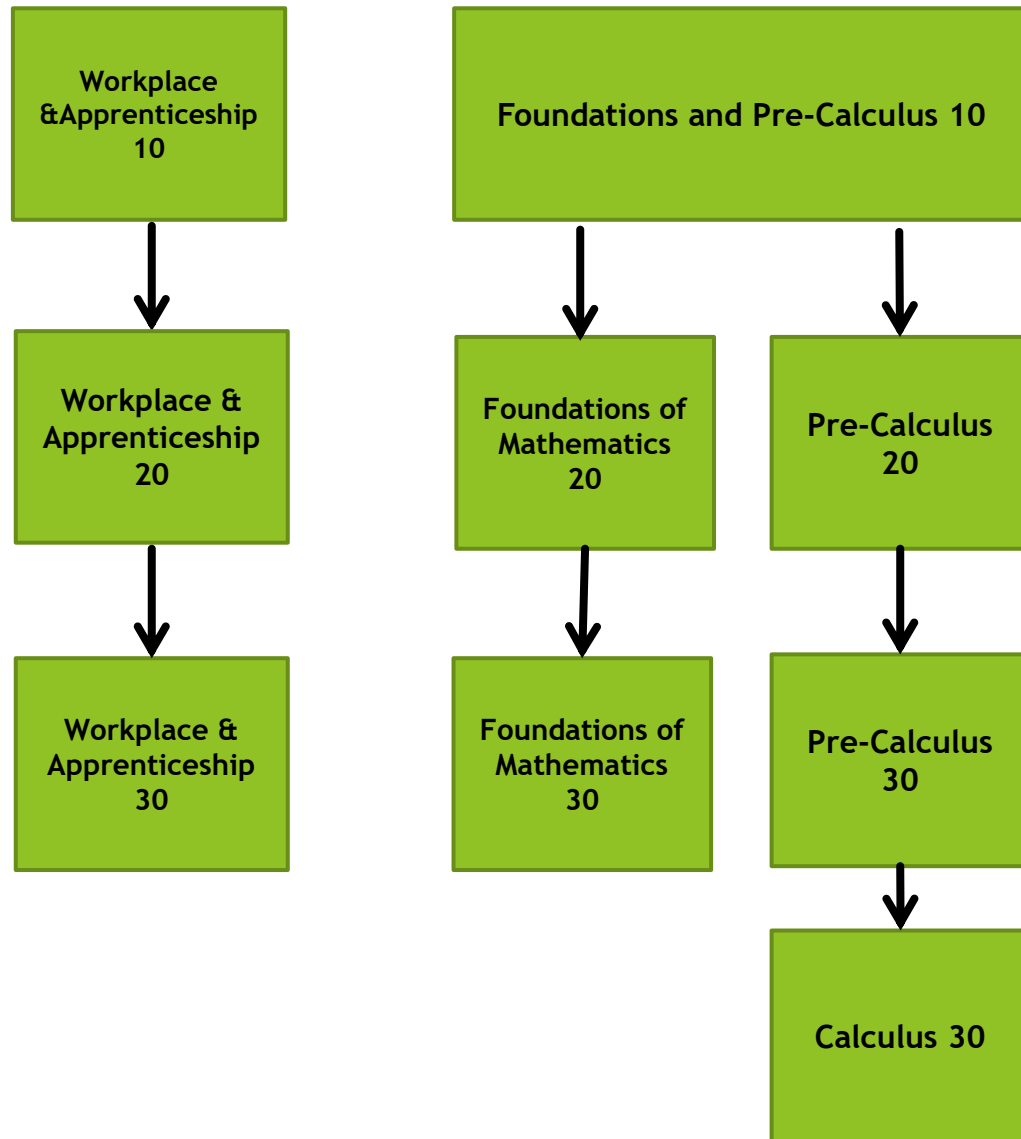 Workplace
&Apprenticeship
10
Foundations and Pre-Calculus 10
Workplace &
Apprenticeship
20
Foundations of
Mathematics
20
Pre-Calculus
20
Workplace &
Apprenticeship
30
Foundations of
Mathematics
30
Pre-Calculus
30
Calculus 30